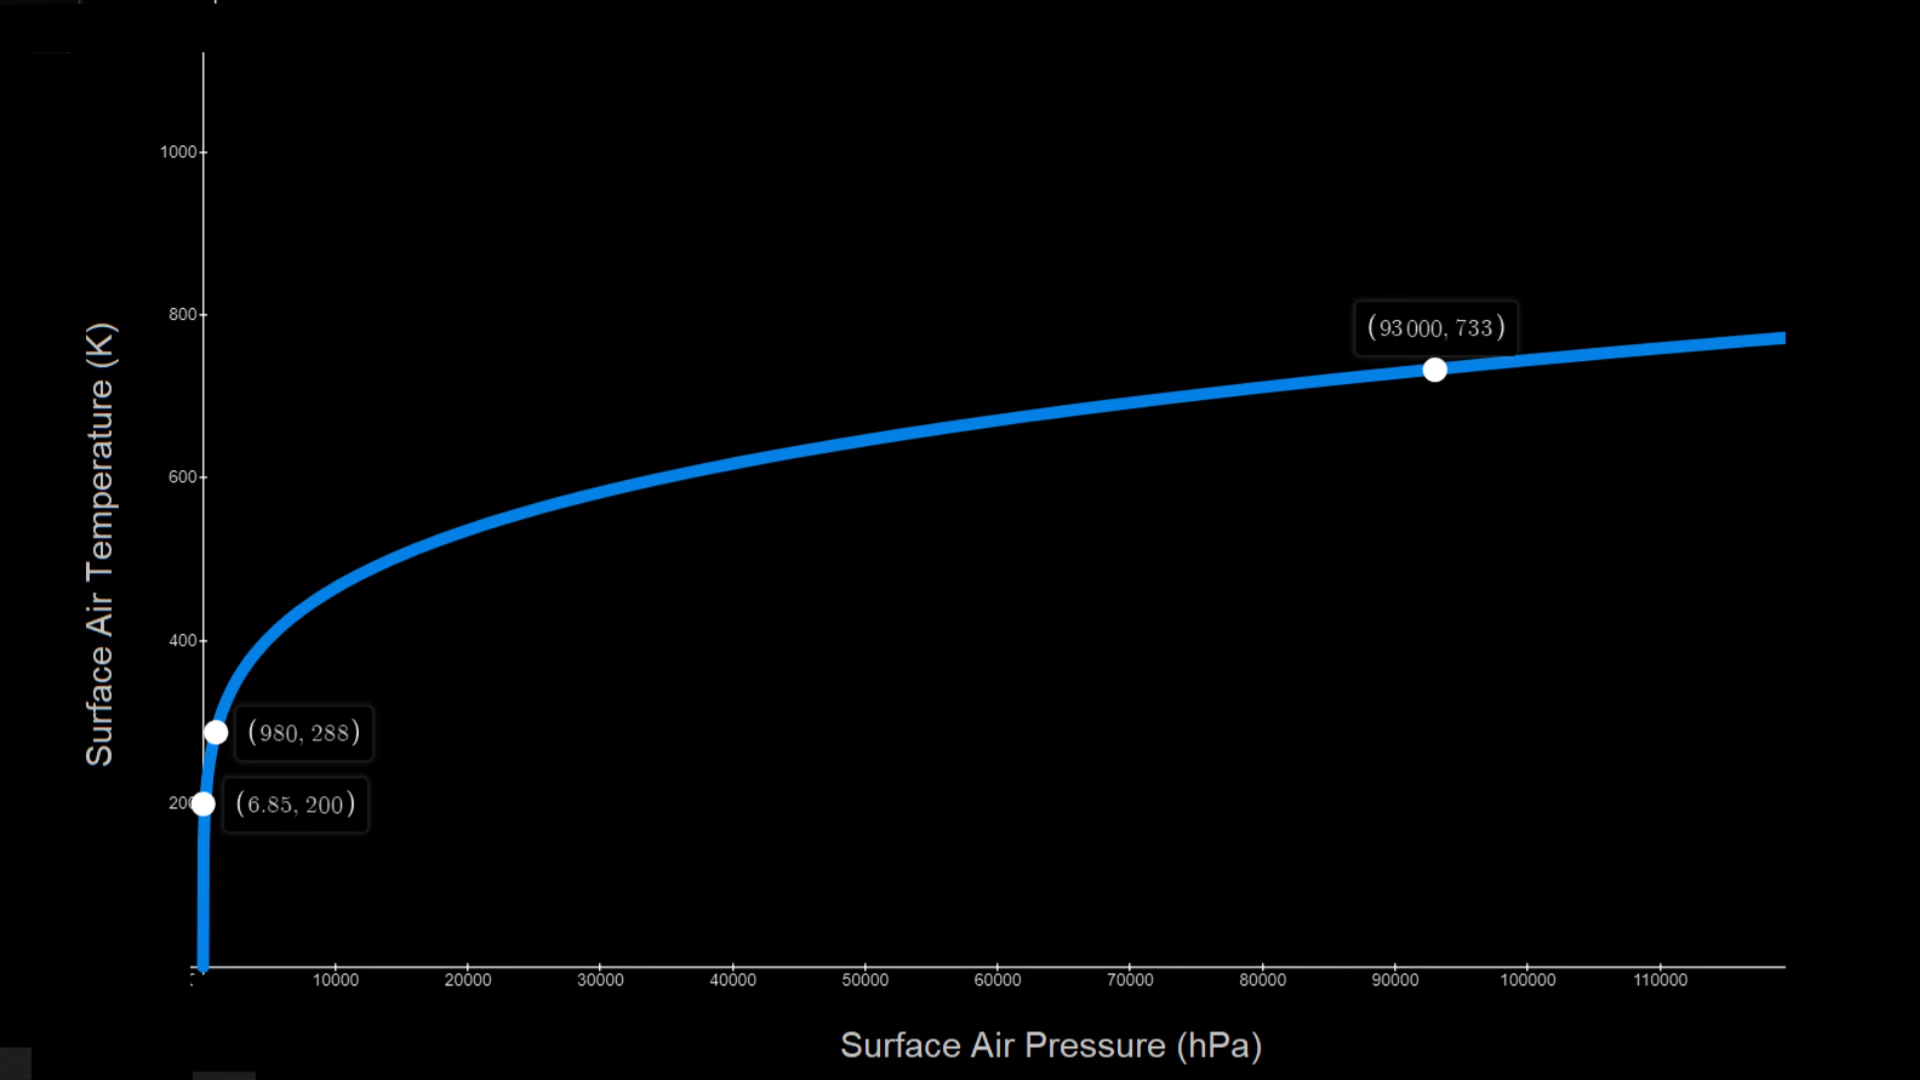 1000
800
600
400
200
Surface Air Temperature (K)
(93 000, 733)
(980, 288)
(6.85, 200)
10000 20000 30000 40000 50000 60000 70000 80000 90000 100000 110000
Surface Air Pressure (hPa)